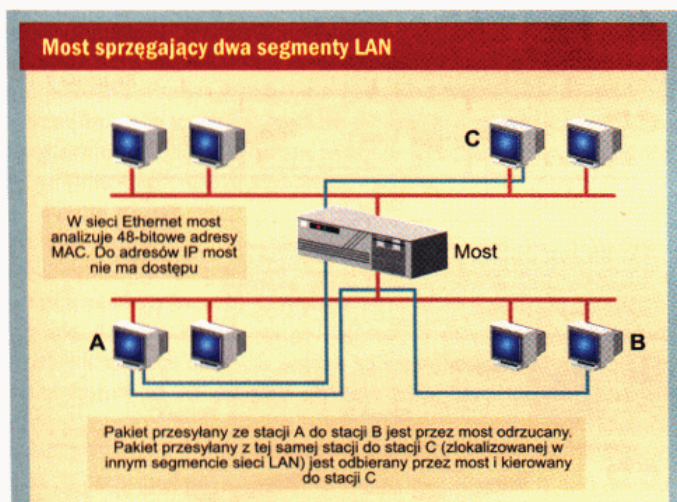 Most sprzęgający dwa segmenty LAN
C
W sieci Ethernet most
analizuje 48-bitowe adresy
MAC. Do adresów IP most
nie ma dostępu
Most
A
B
Pakiet przesyłany ze stacji A do stacji B jest przez most odrzucany.
Pakiet przesyłany z tej samej stacji do stacji C (zlokalizowanej w
innym segmencie sieci LAN) jest odbierany przez most i kierowany
do stacji C